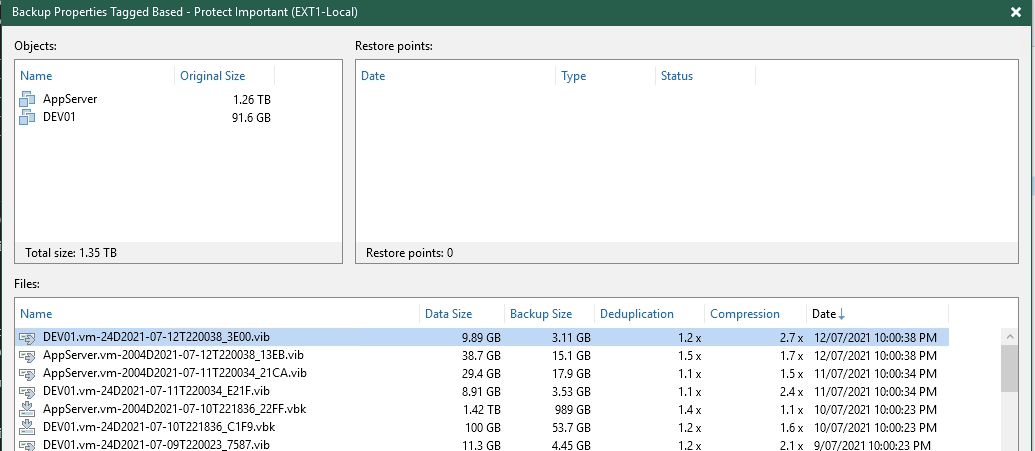 Backup Properties Tagged Based - Protect Important (EXT1-Local)
Objects:
Name Original Size
AppServer 1.26 TB
DEV01 91.6 GB
Total size: 1.35 TB
Restore points:
Date Type Status
Restore points: 0
Files:
Name Data Size Backup Size Deduplication Compression Date
DEV01.vm-24D2021-07-12T220038_3E00.vib 9.89 GB 3.11 GB 1.2 x 2.7 x 12/07/2021 10:00:38 PM
AppServer.vm-2004D2021-07-12T220038_13EB.vib 38.7 GB 15.1 GB 1.5 x 1.7 x 12/07/2021 10:00:38 PM
AppServer.vm-2004D2021-07-11T220034_21CA.vib 29.4 GB 17.9 GB 1.1 x 1.5 x 11/07/2021 10:00:34 PM
DEV01.vm-24D2021-07-11T220034_E21F.vib 8.91 GB 3.53 GB 1.1 x 2.4 x 11/07/2021 10:00:34 PM
AppServer.vm-2004D2021-07-10T221836_22FF.vbk 1.42 TB 989 GB 1.4 x 1.1 x 10/07/2021 10:00:23 PM
DEV01.vm-24D2021-07-10T221836_C1F9.vbk 100 GB 53.7 GB 1.2 x 1.6 x 10/07/2021 10:00:23 PM
DEV01.vm-24D2021-07-09T220023_7587.vib 11.3 GB 4.45 GB 1.2 x 2.1 x 9/07/2021 10:00:23 PM